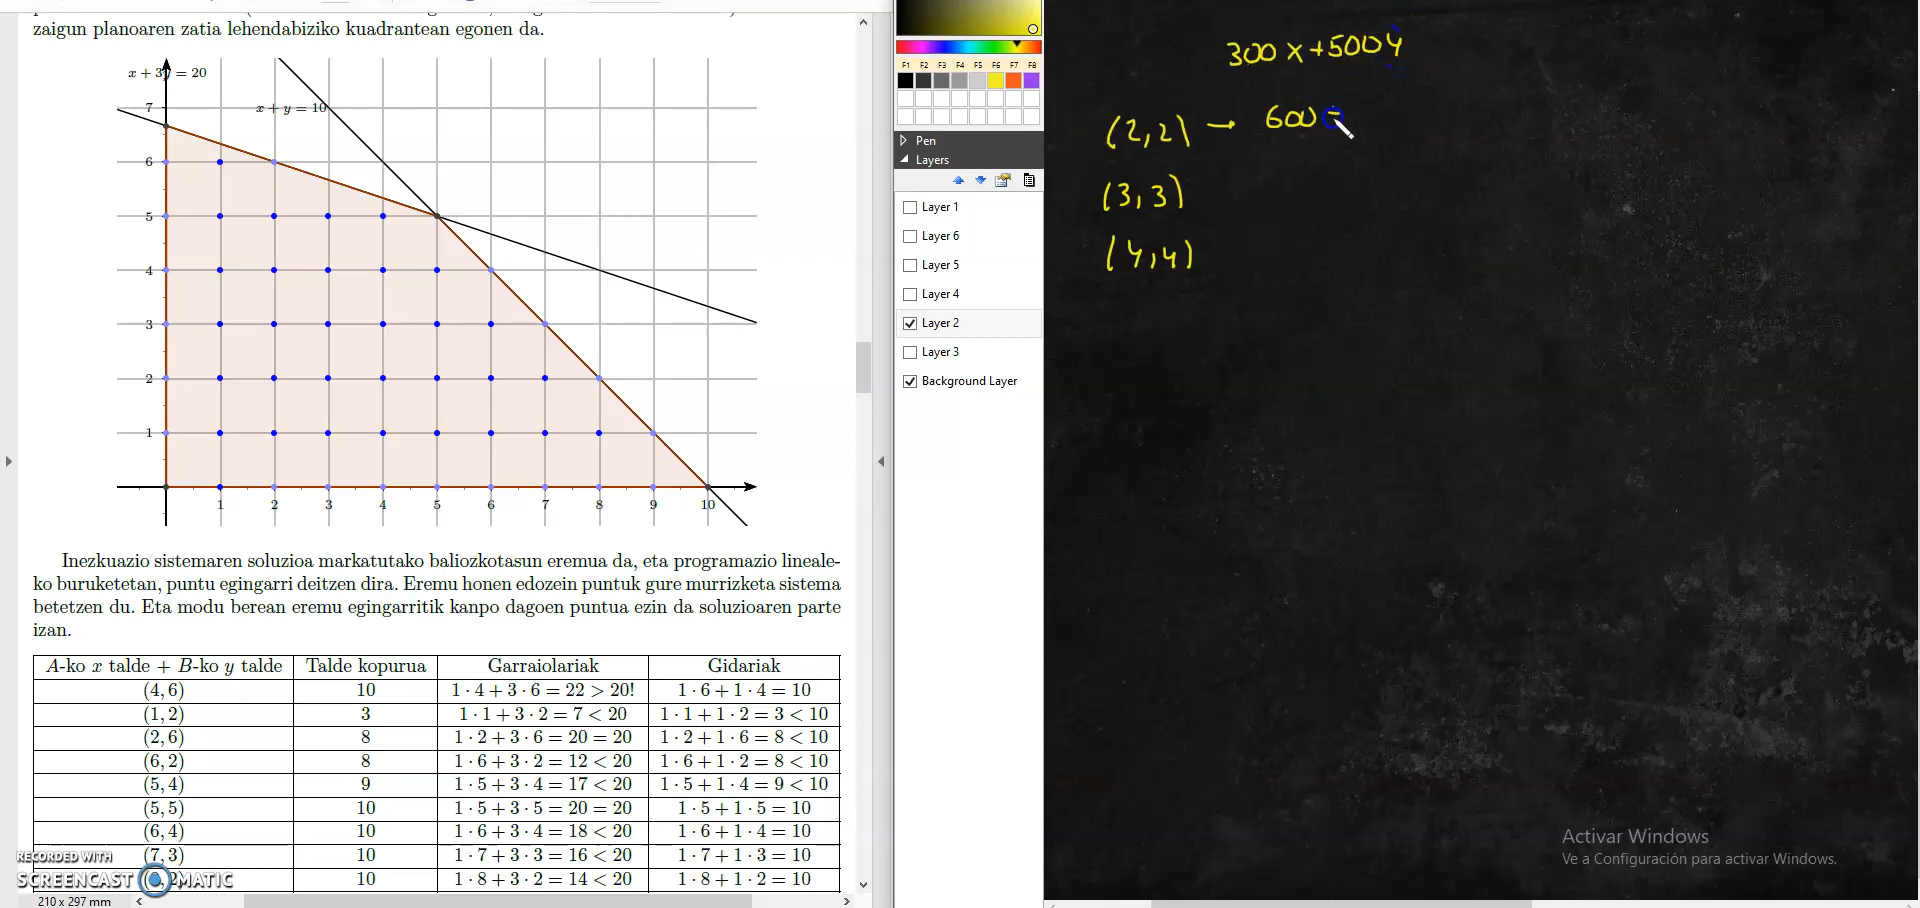 zaigun planoaren zatia lehendabiziko kuadrantean egonen da.
x + 3y = 20
x + y = 10
7
6
5
4
3
2
1
1 2 3 4 5 6 7 8 9 10
Inezkuazio sistemaren soluzioa markatutako baliozkotasun eremua da, eta programazio lineale-
ko buruketetan, puntu egingarri deitzen dira. Eremu honen edozein puntuk gure murrizketa sistema
betetzen du. Eta modu berean eremu egingarritik kanpo dagoen puntua ezin da soluzioaren parte
izan.
A-ko x talde + B-ko y talde Talde kopurua Garraiolariak Gidariak
(4, 6) 10 1 · 4 + 3 · 6 = 22 > 20! 1 · 6 + 1 · 4 = 10
(1, 2) 3 1 · 1 + 3 · 2 = 7 < 20 1 · 1 + 1 · 2 = 3 < 10
(2, 6) 8 1 · 2 + 3 · 6 = 20 = 20 1 · 2 + 1 · 6 = 8 < 10
(6, 2) 8 1 · 6 + 3 · 2 = 12 < 20 1 · 6 + 1 · 2 = 8 < 10
(5, 4) 9 1 · 5 + 3 · 4 = 17 < 20 1 · 5 + 1 · 4 = 9 < 10
(5, 5) 10 1 · 5 + 3 · 5 = 20 = 20 1 · 5 + 1 · 5 = 10
(6, 4) 10 1 · 6 + 3 · 4 = 18 < 20 1 · 6 + 1 · 4 = 10
(7, 3) 10 1 · 7 + 3 · 3 = 16 < 20 1 · 7 + 1 · 3 = 10
10 1 · 8 + 3 · 2 = 14 < 20 1 · 8 + 1 · 2 = 10
RECORDED WITH
SCREENCAST MATIC
210 x 297 mm
F1 F2 F3 F4 F5 F6 F7 F8
Pen
Layers
Layer 1
Layer 6
Layer 5
Layer 4
Layer 2
Layer 3
Background Layer
300 x + 500 y
(2, 2) → 600
(3, 3)
(4, 4)
Activar Windows
Ve a Configuración para activar Windows.